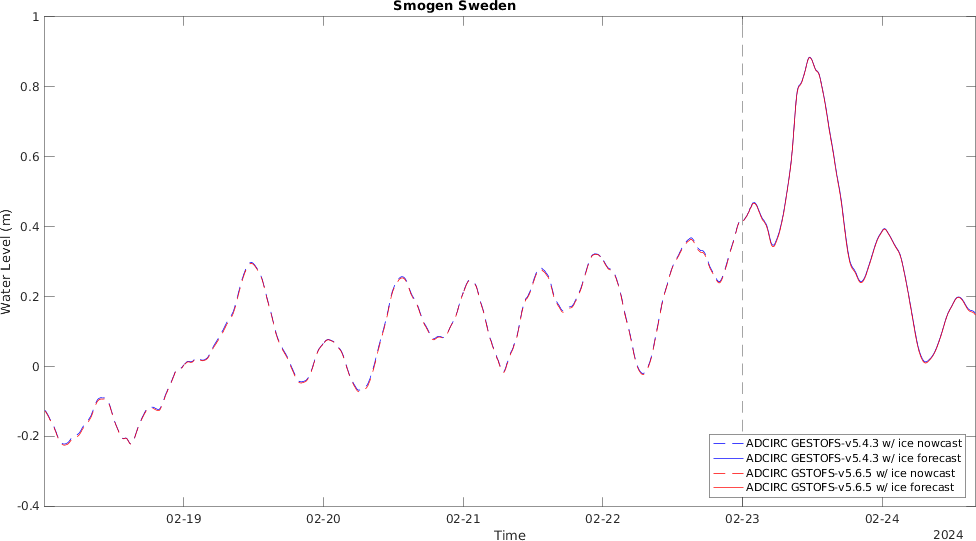 Smogen Sweden
1
0.8
0.6
0.4
0.2
0
-0.2
-0.4
Water Level (m)
ADCIRC GESTOFS-v5.4.3 w/ ice nowcast
ADCIRC GESTOFS-v5.4.3 w/ ice forecast
ADCIRC GSTOFS-v5.6.5 w/ ice nowcast
ADCIRC GSTOFS-v5.6.5 w/ ice forecast
02-19 02-20 02-21 02-22 02-23 02-24
Time
2024